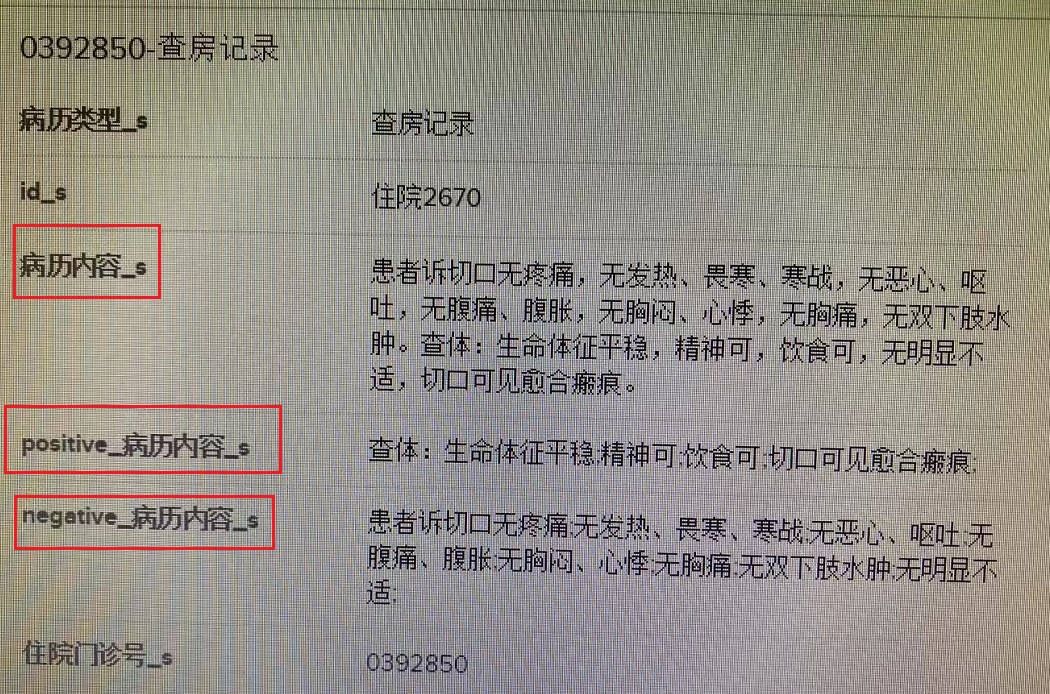 0392850-查房记录
病历类型_s 查房记录
id_s 住院2670
病历内容_s 患者诉切口无疼痛，无发热、畏寒、寒战，无恶心、呕
吐，无腹痛、腹胀，无胸闷、心悸，无胸痛，无双下肢水
肿。查体：生命体征平稳，精神可，饮食可，无明显不
适，切口可见愈合瘢痕。
positive_病历内容_s 查体：生命体征平稳;精神可;饮食可;切口可见愈合瘢痕;
negative_病历内容_s 患者诉切口无疼痛;无发热、畏寒、寒战;无恶心、呕吐;无
腹痛、腹胀;无胸闷、心悸;无胸痛;无双下肢水肿;无明显不
适;
住院门诊号_s 0392850